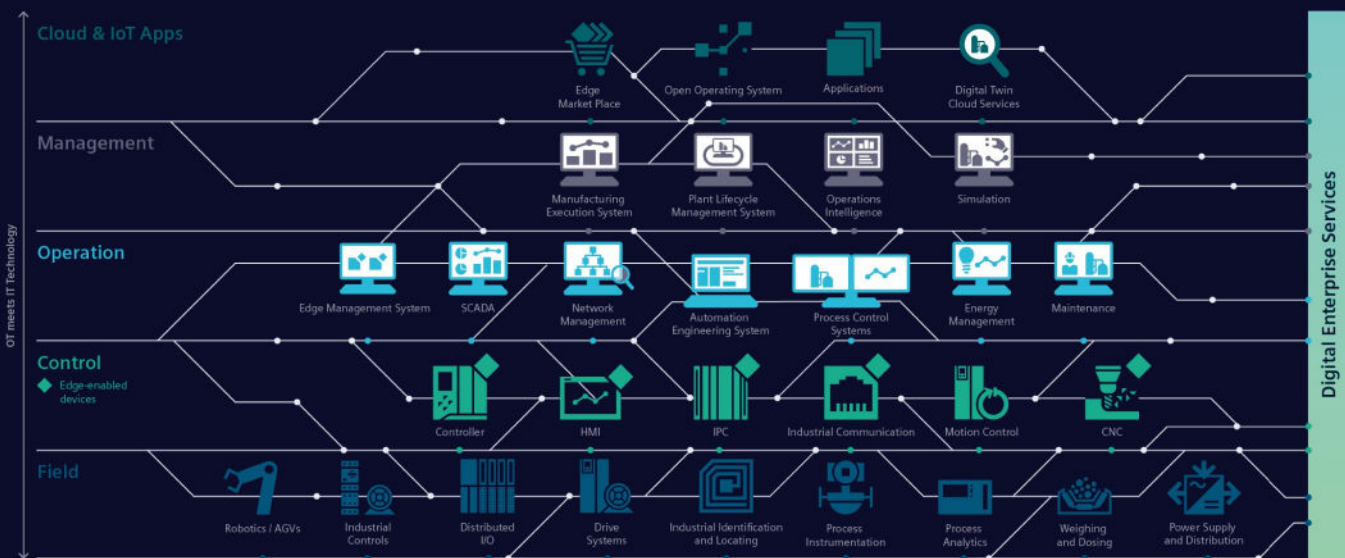 Cloud & IoT Apps
Edge
Market Place
Open Operating System
Applications
Digital Twin
Cloud Services
Management
Manufacturing
Execution System
Plant Lifecycle
Management System
Operations
Intelligence
Simulation
Operation
Edge Management System
SCADA
Network
Management
Automation
Engineering System
Process Control
Systems
Energy
Management
Maintenance
Control
Edge-enabled
devices
Controller
HMI
IPC
Industrial Communication
Motion Control
CNC
Field
Robotics / AGVs
Industrial
Controls
Distributed
I/O
Drive
Systems
Industrial Identification
and Locating
Process
Instrumentation
Process
Analytics
Weighing
and Dosing
Power Supply
and Distribution
OT meets IT Technology
Digital Enterprise Services